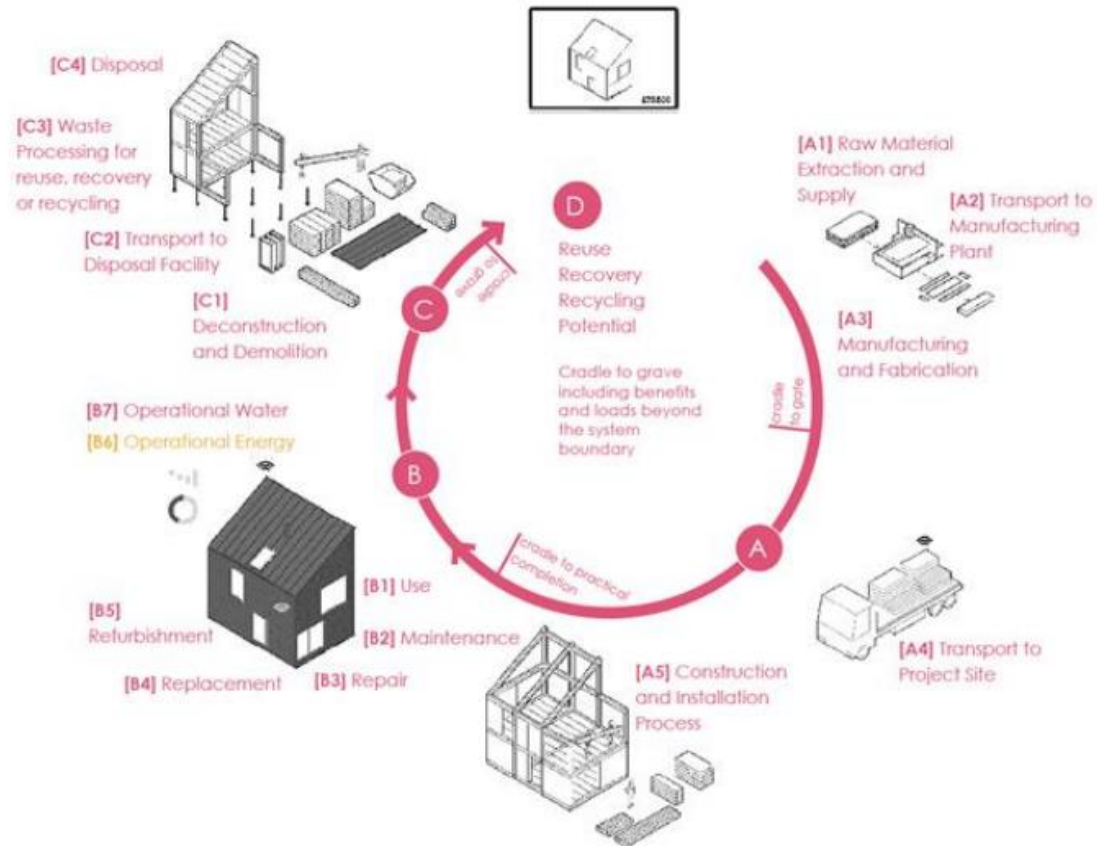 [C4] Disposal
[C3] Waste
Processing for
reuse, recovery
or recycling
[C2] Transport to
Disposal Facility
[C1]
Deconstruction
and Demolition
[A1] Raw Material
Extraction and
Supply
[A2] Transport to
Manufacturing
Plant
[A3]
Manufacturing
and Fabrication
D
Reuse
Recovery
Recycling
Potential
Cradle to grave
including benefits
and loads beyond
the system
boundary
cradle
to grave
C
cradle
to gate
[B7] Operational Water
[B6] Operational Energy
B
A
cradle to practical
completion
[B1] Use
[B5]
Refurbishment
[B2] Maintenance
[B4] Replacement
[B3] Repair
[A5] Construction
and Installation
Process
[A4] Transport to
Project Site